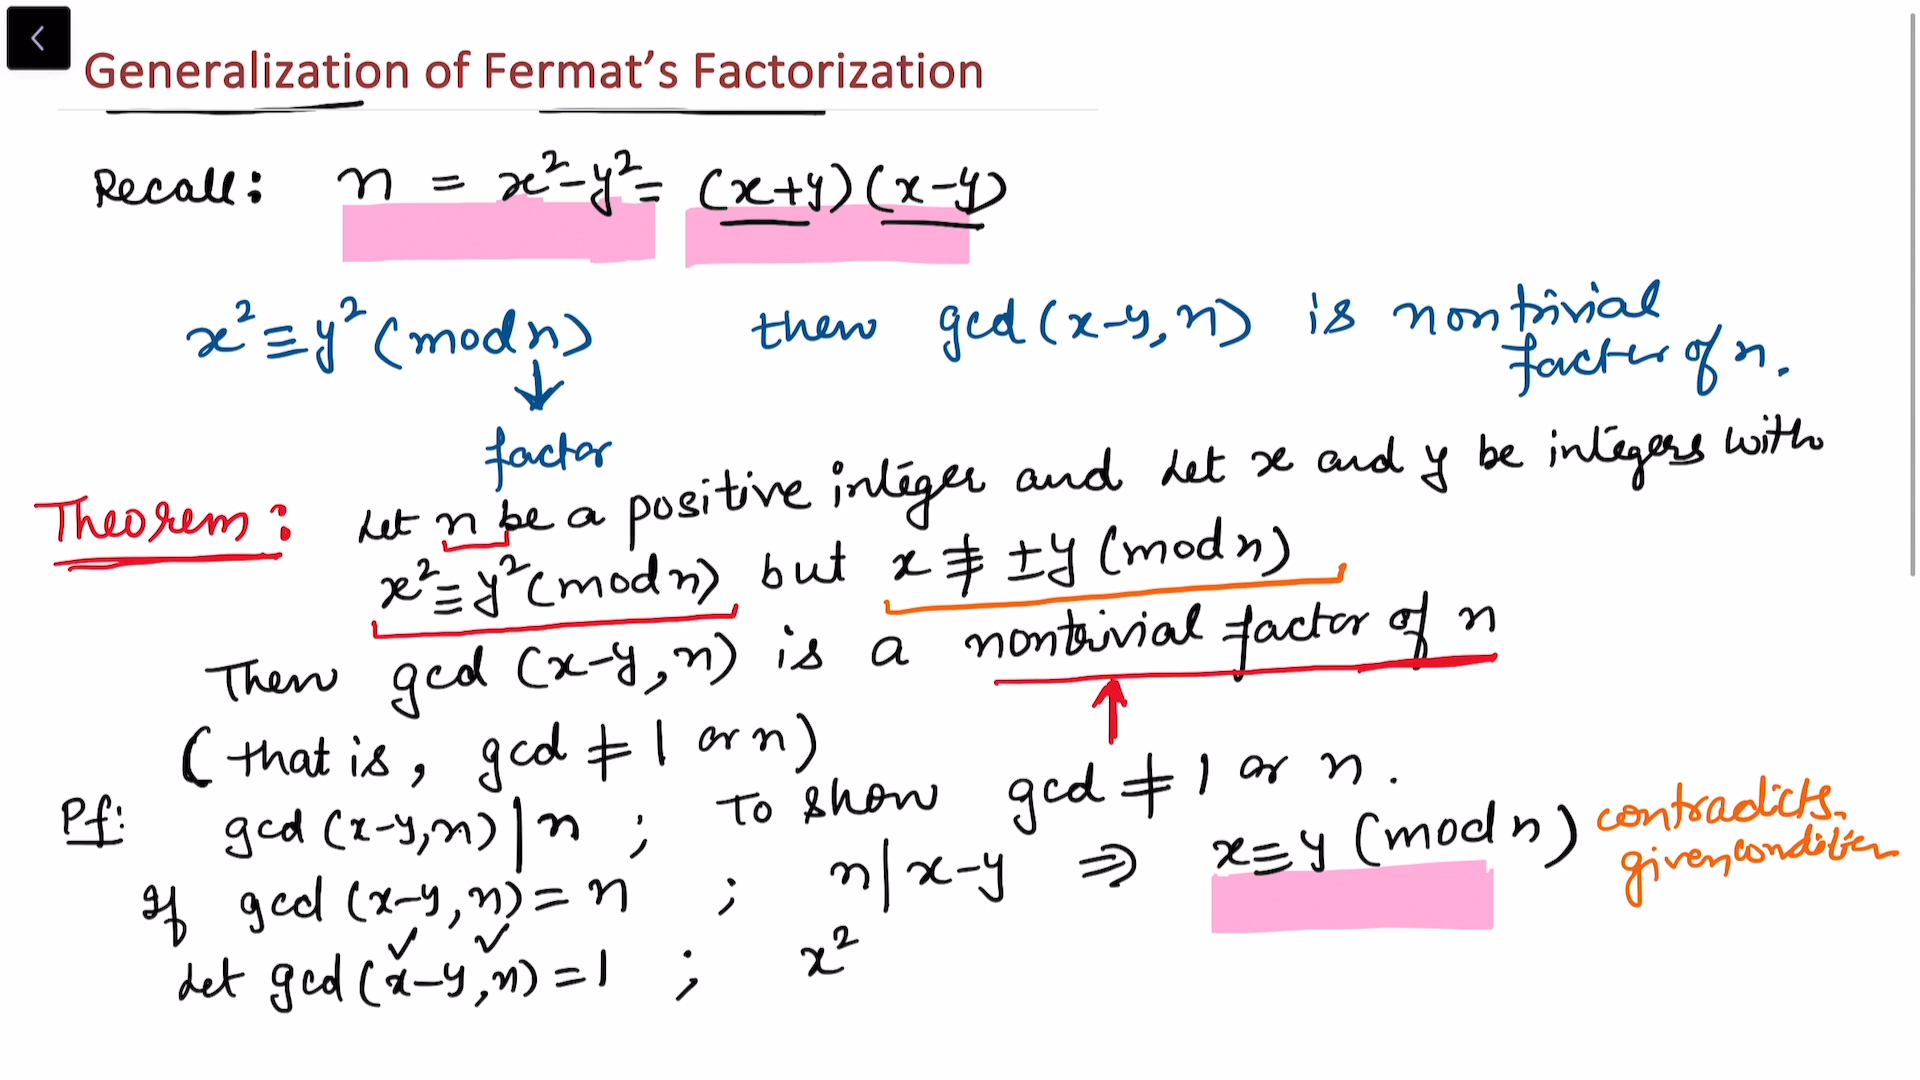 Generalization of Fermat's Factorization
Recall: n = x²-y² = (x+y)(x-y)
x² ≡ y² (mod n) then gcd (x-y, n) is nontrivial factor of n.
↓
factor
Theorem: Let n be a positive integer and Let x and y be integers with
x² ≡ y² (mod n) but x ≢ ±y (mod n)
Then gcd (x-y, n) is a nontrivial factor of n
(that is, gcd ≠ 1 or n)
Pf: gcd (x-y, n) | n ; To show gcd ≠ 1 or n.
If gcd (x-y, n) = n ; n | x-y ⇒ x ≡ y (mod n) contradicts given condition
Let gcd (x-y, n) = 1 ; x²